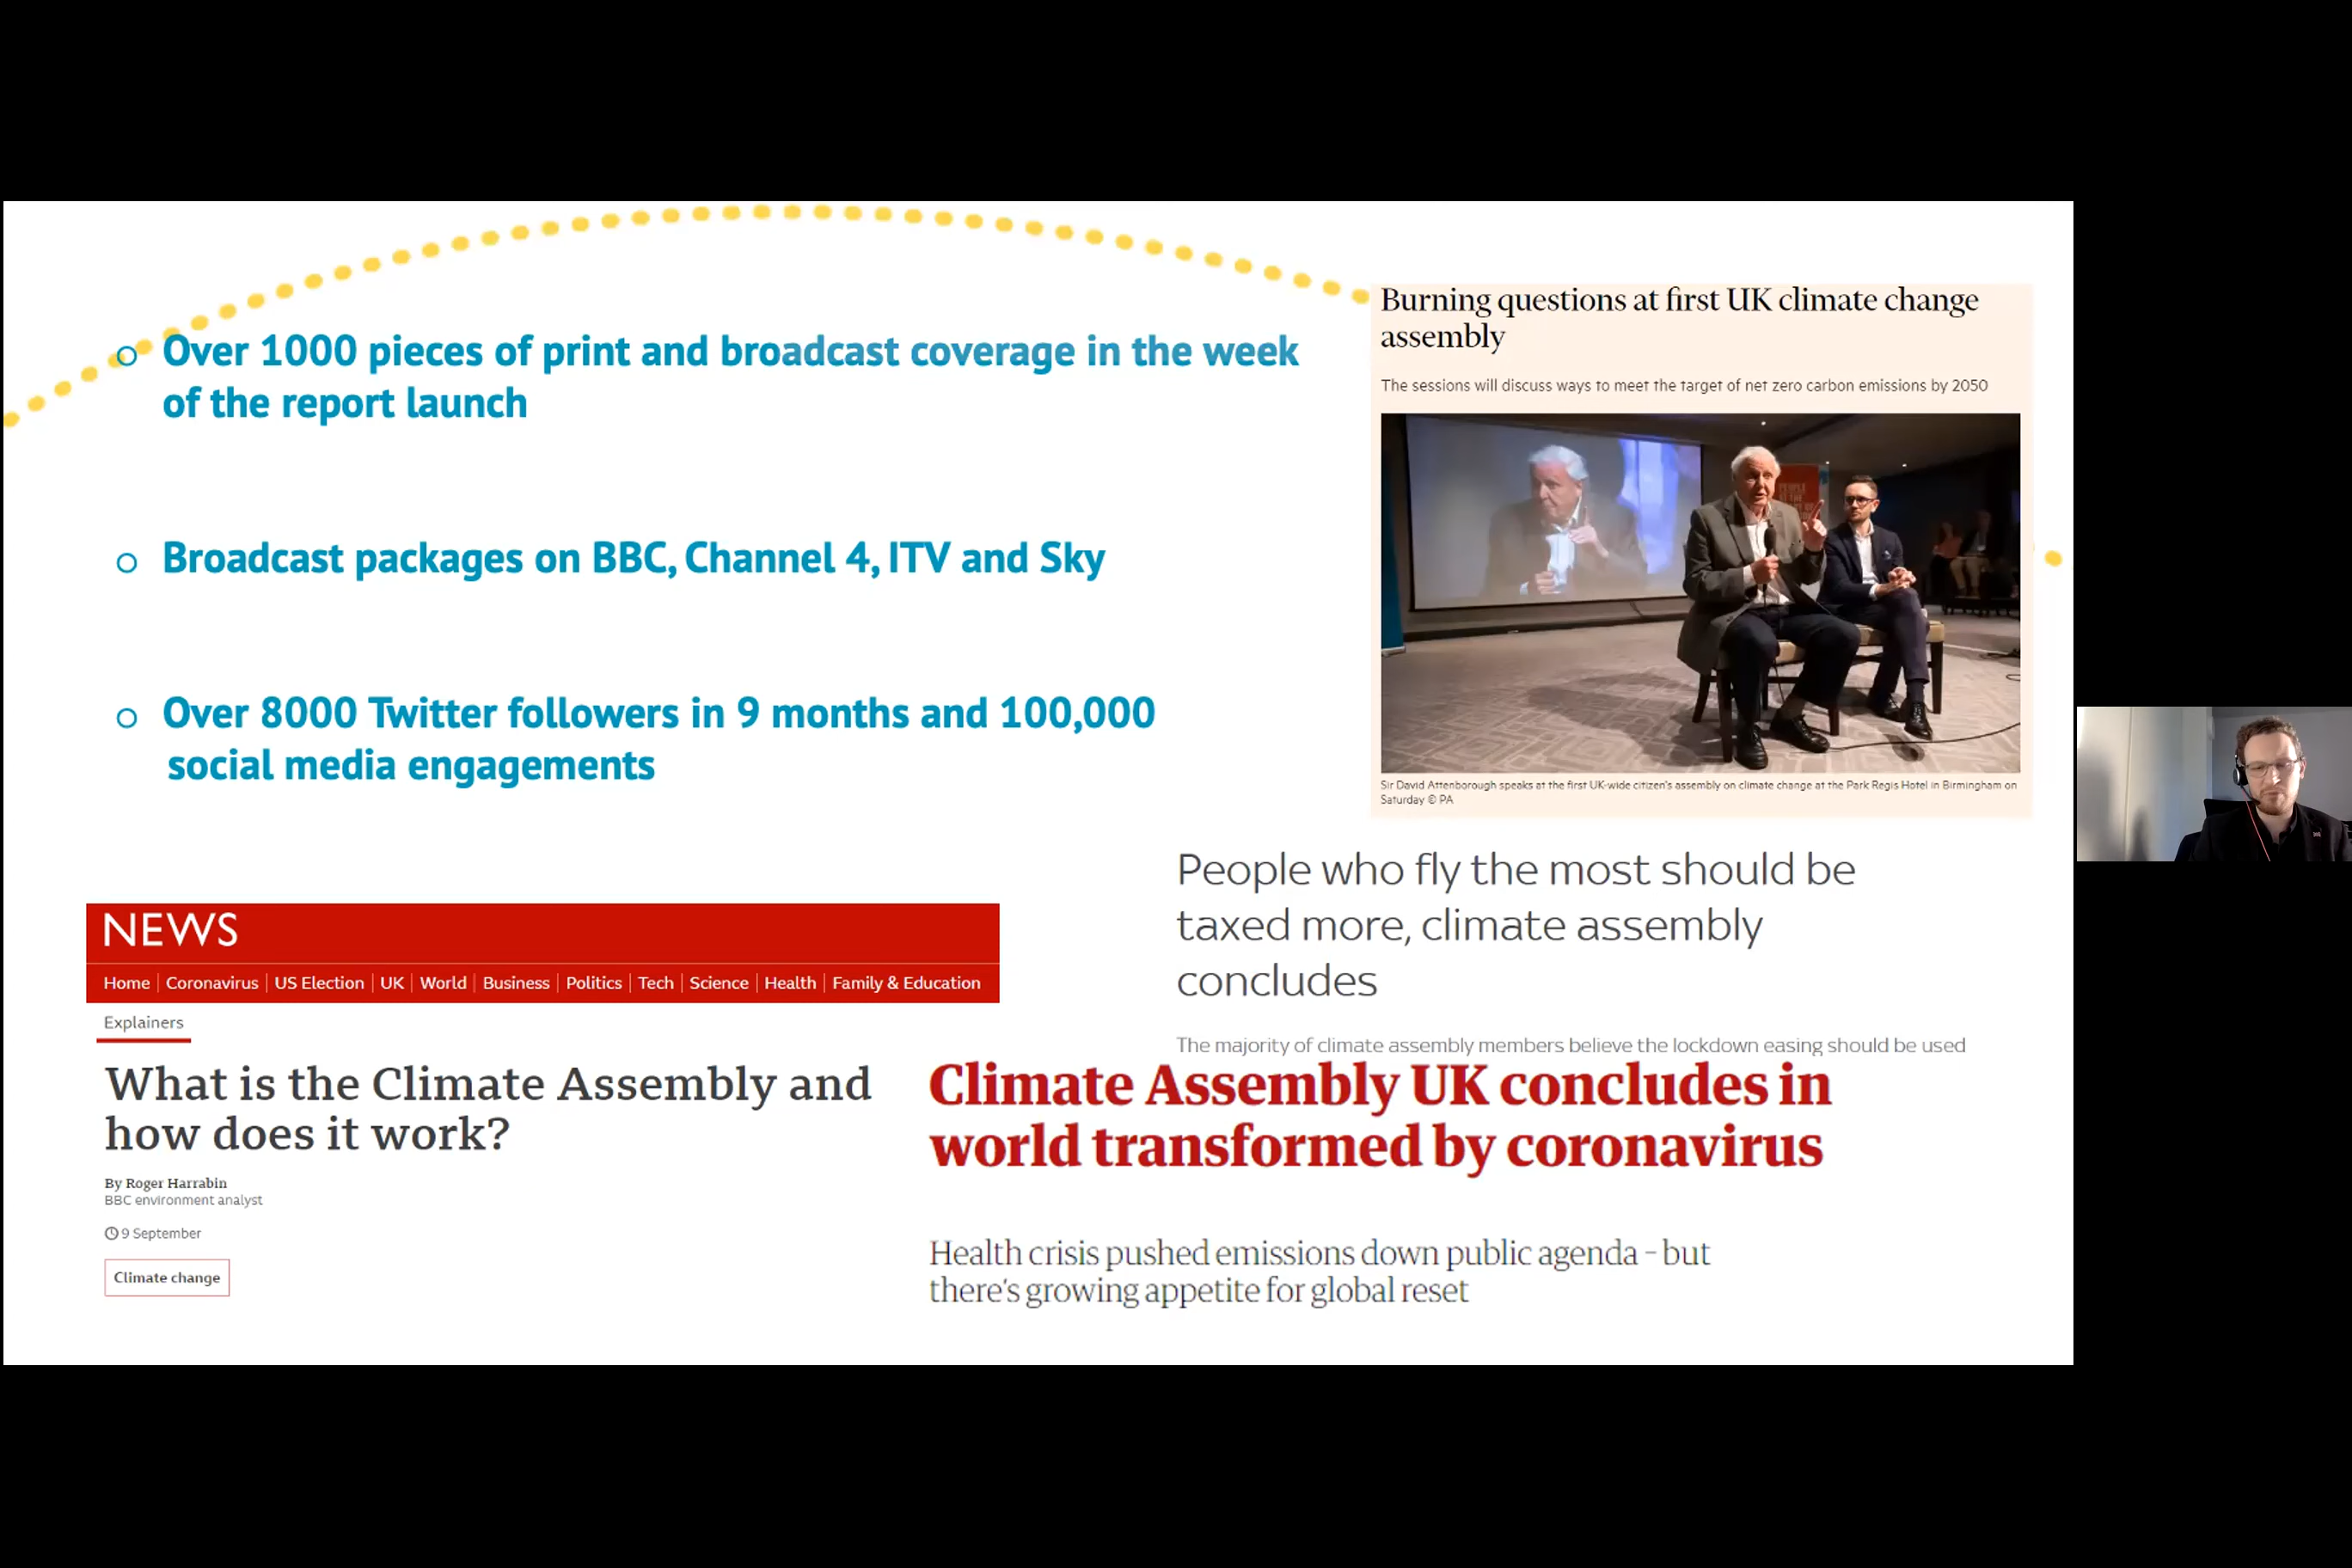 Over 1000 pieces of print and broadcast coverage in the week
of the report launch
Broadcast packages on BBC, Channel 4, ITV and Sky
Over 8000 Twitter followers in 9 months and 100,000
social media engagements
Burning questions at first UK climate change
assembly
The sessions will discuss ways to meet the target of net zero carbon emissions by 2050
Sir David Attenborough speaks at the first UK-wide citizen's assembly on climate change at the Park Regis Hotel in Birmingham on
Saturday © PA
People who fly the most should be
taxed more, climate assembly
concludes
The majority of climate assembly members believe the lockdown easing should be used
NEWS
Home | Coronavirus | US Election | UK | World | Business | Politics | Tech | Science | Health | Family & Education
Explainers
What is the Climate Assembly and
how does it work?
By Roger Harrabin
BBC environment analyst
9 September
Climate change
Climate Assembly UK concludes in
world transformed by coronavirus
Health crisis pushed emissions down public agenda – but
there's growing appetite for global reset